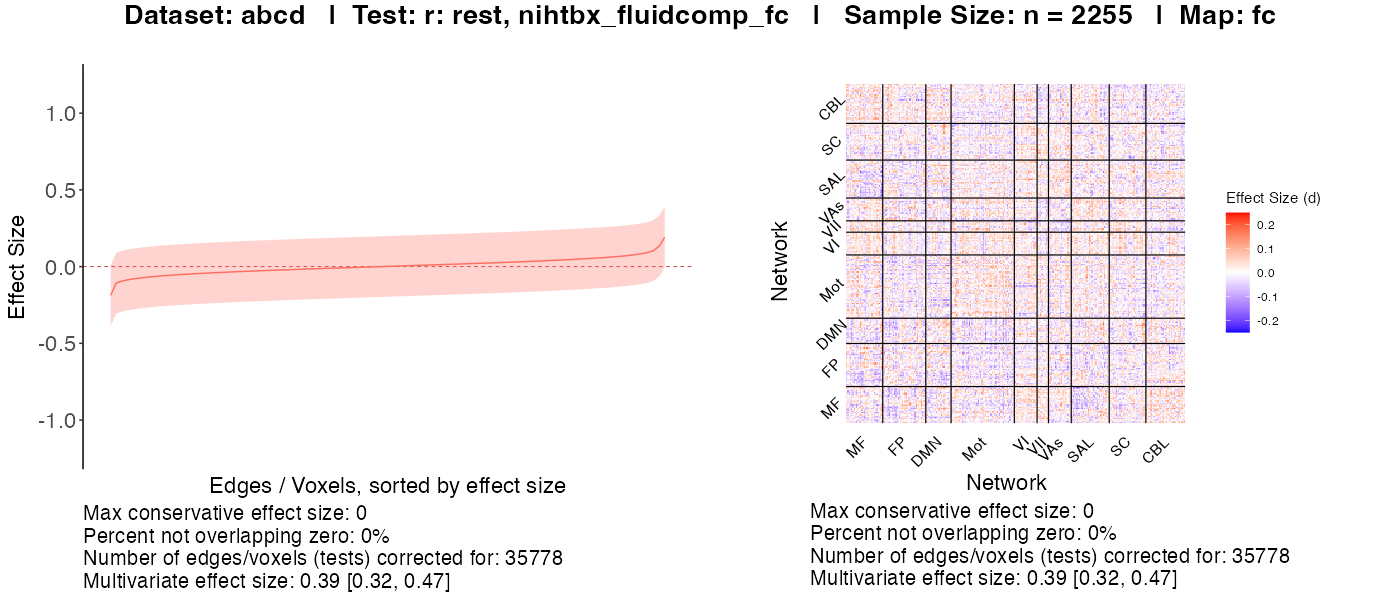 Dataset: abcd | Test: r: rest, nihtbx_fluidcomp_fc | Sample Size: n = 2255 | Map: fc
Effect Size
1.0
0.5
0.0
-0.5
-1.0
Edges / Voxels, sorted by effect size
Max conservative effect size: 0
Percent not overlapping zero: 0%
Number of edges/voxels (tests) corrected for: 35778
Multivariate effect size: 0.39 [0.32, 0.47]
Network
CBL
SC
SAL
VAs
VII
VI
Mot
DMN
FP
MF
MF FP DMN Mot VI VII VAs SAL SC CBL
Network
Effect Size (d)
0.2
0.1
0.0
-0.1
-0.2
Max conservative effect size: 0
Percent not overlapping zero: 0%
Number of edges/voxels (tests) corrected for: 35778
Multivariate effect size: 0.39 [0.32, 0.47]